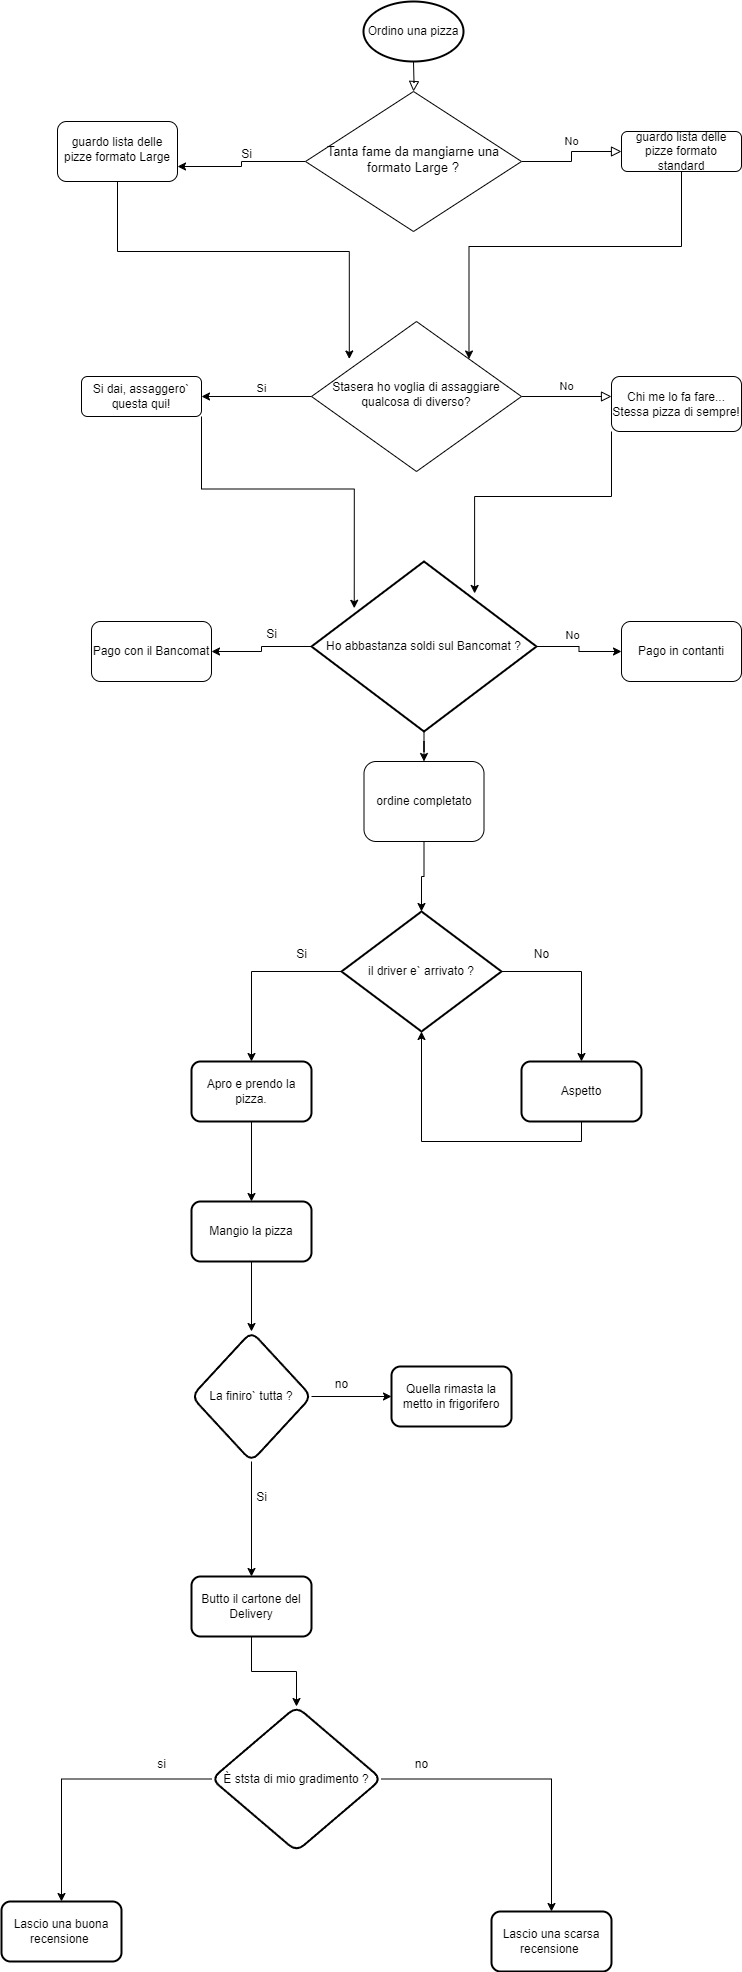 Ordino una pizza
guardo lista delle
pizze formato Large
Si
Tanta fame da mangiarne una
formato Large ?
No
guardo lista delle
pizze formato
standard
Si dai, assaggero`
questa qui!
Si
Stasera ho voglia di assaggiare
qualcosa di diverso?
No
Chi me lo fa fare...
Stessa pizza di sempre!
Pago con il Bancomat
Si
Ho abbastanza soldi sul Bancomat ?
No
Pago in contanti
ordine completato
Si
il driver e` arrivato ?
No
Apro e prendo la
pizza.
Aspetto
Mangio la pizza
La finiro` tutta ?
no
Quella rimasta la
metto in frigorifero
Si
Butto il cartone del
Delivery
si
È ststa di mio gradimento ?
no
Lascio una buona
recensione
Lascio una scarsa
recensione